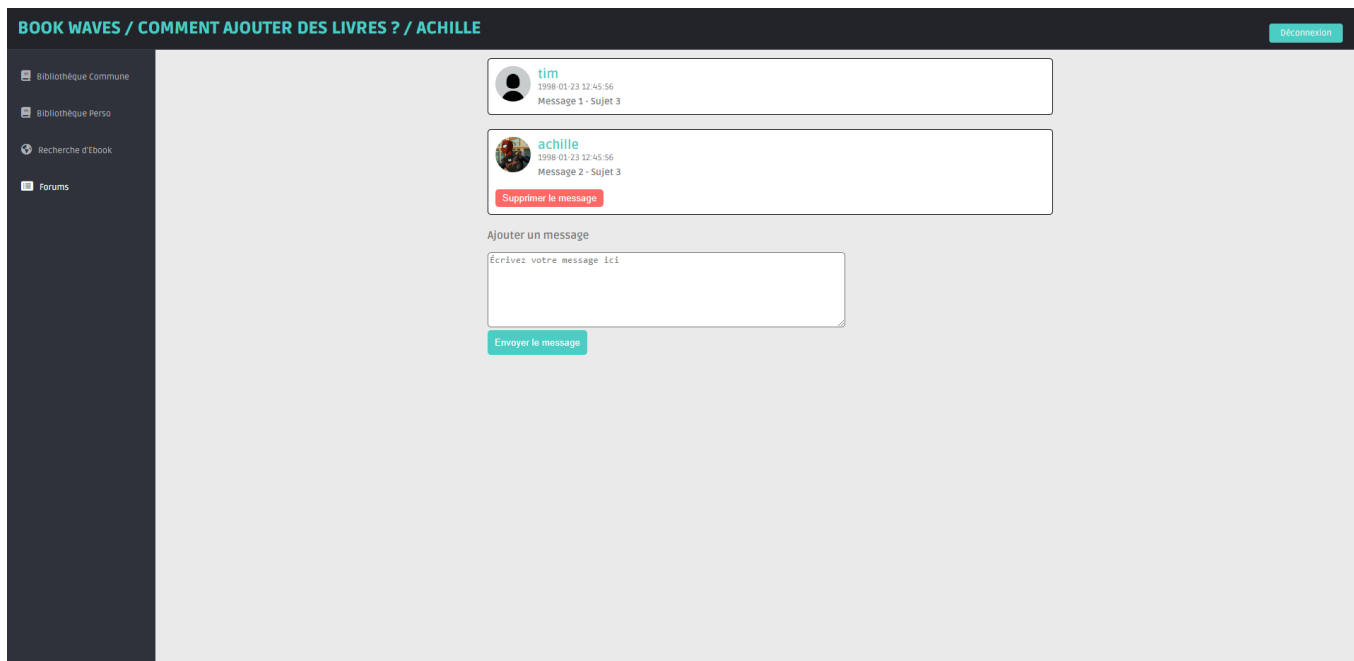 BOOK WAVES / COMMENT AJOUTER DES LIVRES ? / ACHILLE
Déconnexion
Bibliothèque Commune
Bibliothèque Perso
Recherche d'Ebook
Forums
tim
1998-01-23 12:45:56
Message 1 - Sujet 3
achille
1998-01-23 12:45:56
Message 2 - Sujet 3
Supprimer le message
Ajouter un message
Écrivez votre message ici
Envoyer le message